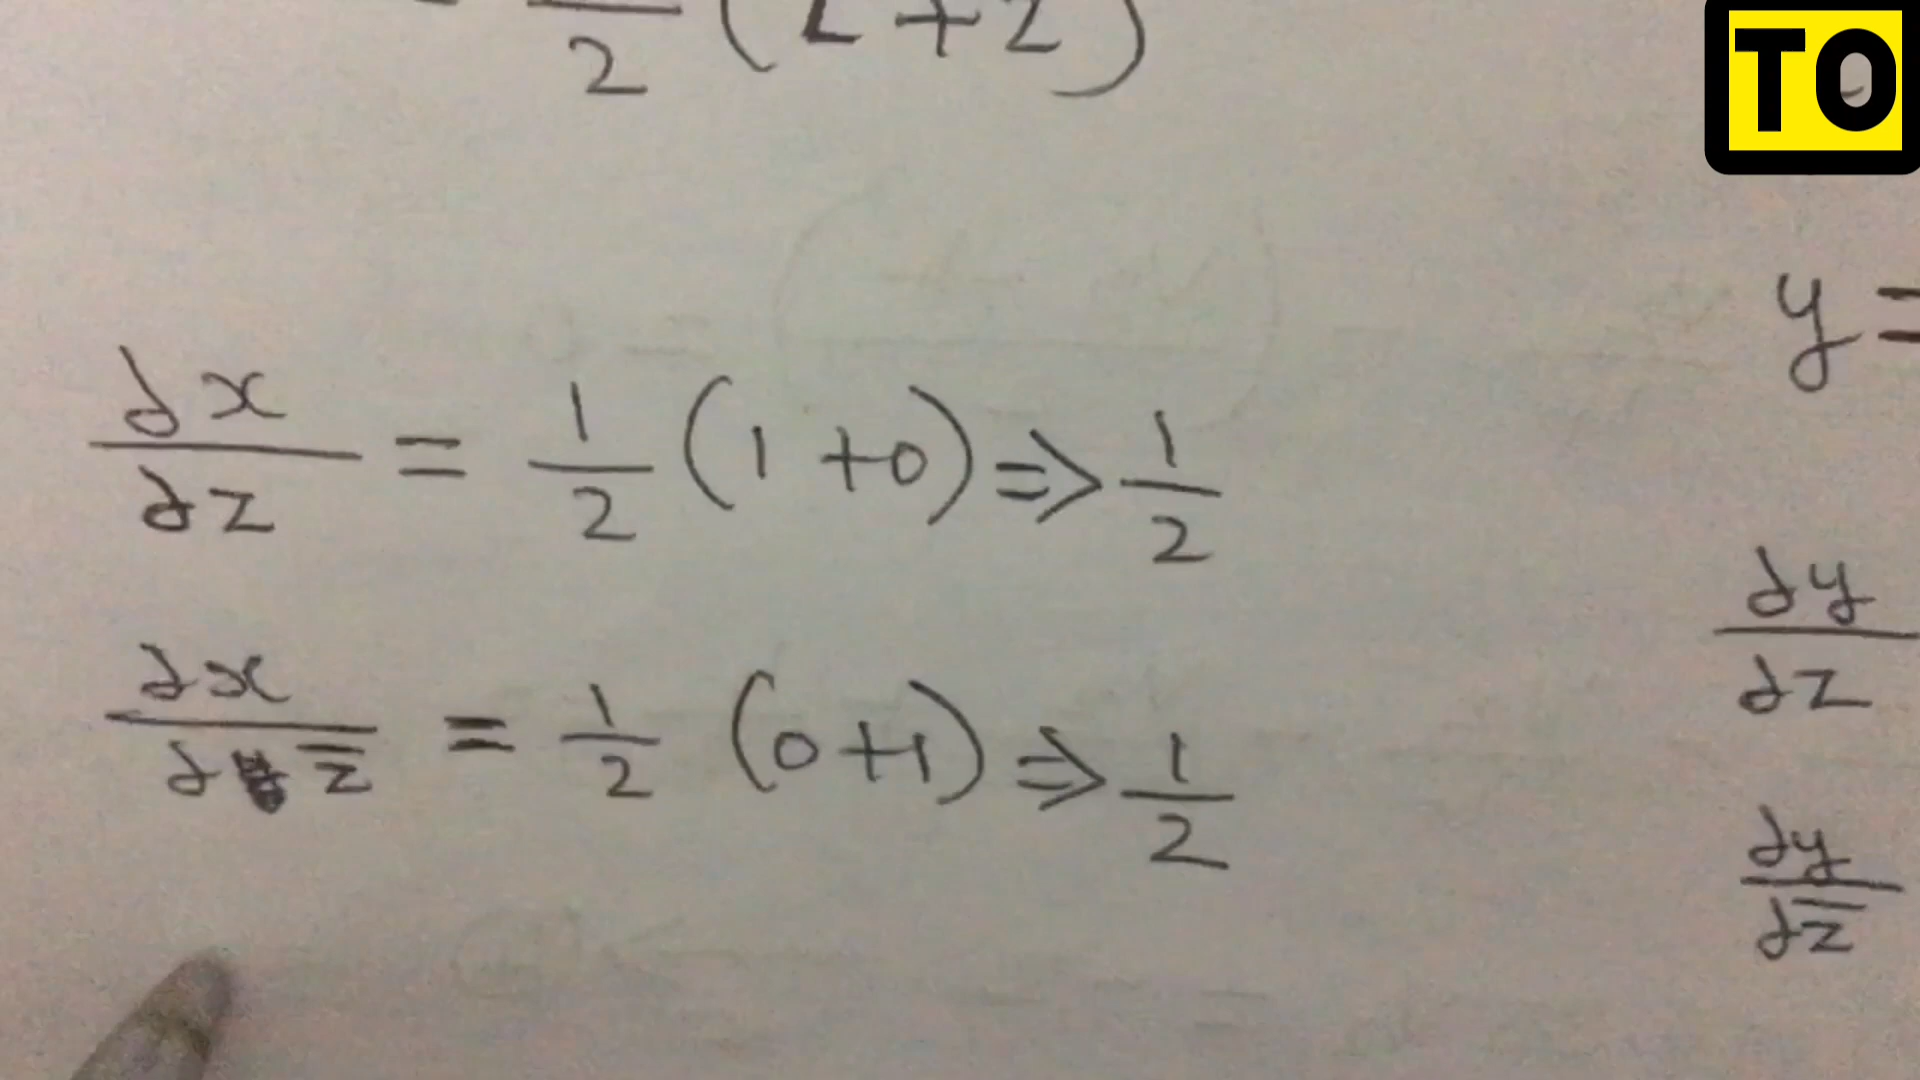 = /2 (z + z)
TO
∂x/∂z = 1/2 (1 + 0) ⇒ 1/2
y =
∂y/∂z
∂x/∂z̄ = 1/2 (0 + 1) ⇒ 1/2
∂y/∂z̄